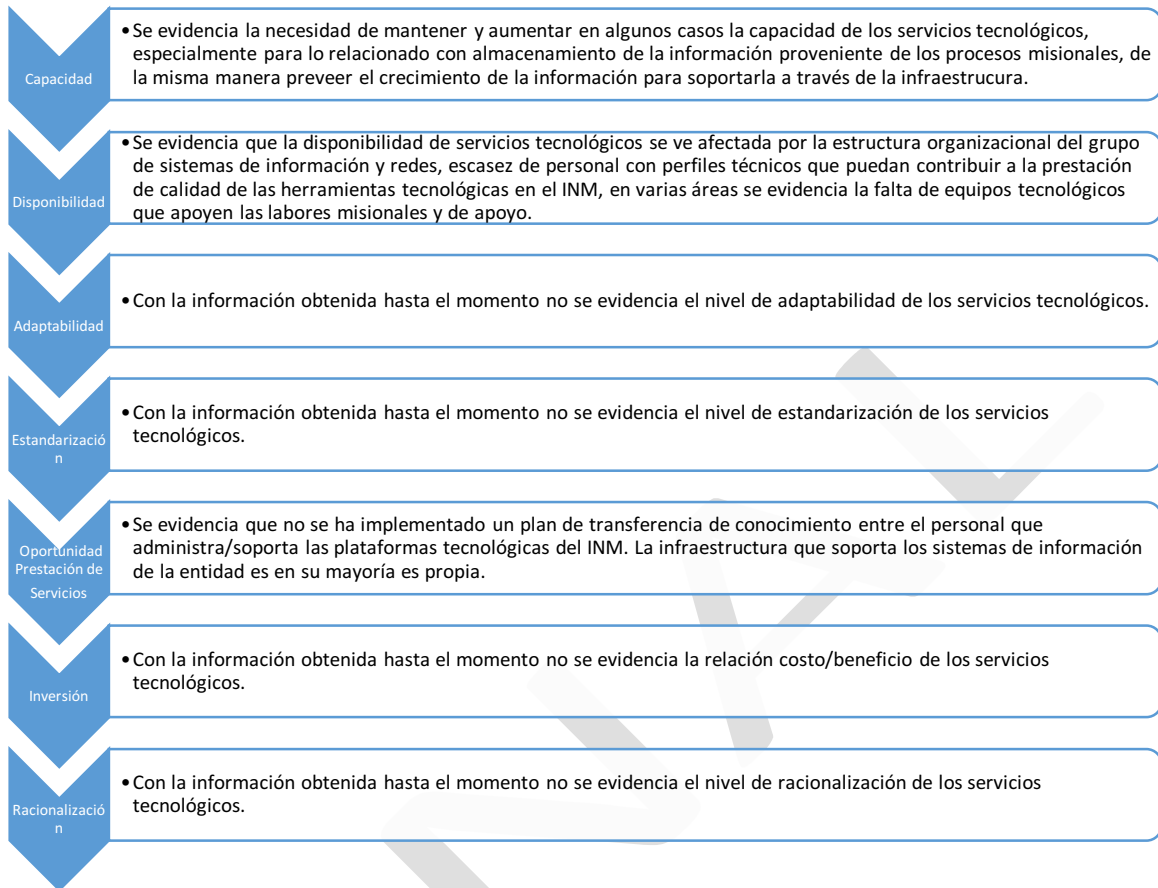 Capacidad
•Se evidencia la necesidad de mantener y aumentar en algunos casos la capacidad de los servicios tecnológicos,
especialmente para lo relacionado con almacenamiento de la información proveniente de los procesos misionales, de
la misma manera preveer el crecimiento de la información para soportarla a través de la infraestrucura.
Disponibilidad
•Se evidencia que la disponibilidad de servicios tecnológicos se ve afectada por la estructura organizacional del grupo
de sistemas de información y redes, escasez de personal con perfiles técnicos que puedan contribuir a la prestación
de calidad de las herramientas tecnológicas en el INM, en varias áreas se evidencia la falta de equipos tecnológicos
que apoyen las labores misionales y de apoyo.
Adaptabilidad
•Con la información obtenida hasta el momento no se evidencia el nivel de adaptabilidad de los servicios tecnológicos.
Estandarizació
n
•Con la información obtenida hasta el momento no se evidencia el nivel de estandarización de los servicios
tecnológicos.
Oportunidad
Prestación de
Servicios
•Se evidencia que no se ha implementado un plan de transferencia de conocimiento entre el personal que
administra/soporta las plataformas tecnológicas del INM. La infraestructura que soporta los sistemas de información
de la entidad es en su mayoría es propia.
Inversión
•Con la información obtenida hasta el momento no se evidencia la relación costo/beneficio de los servicios
tecnológicos.
Racionalizació
n
•Con la información obtenida hasta el momento no se evidencia el nivel de racionalización de los servicios
tecnológicos.
NAL